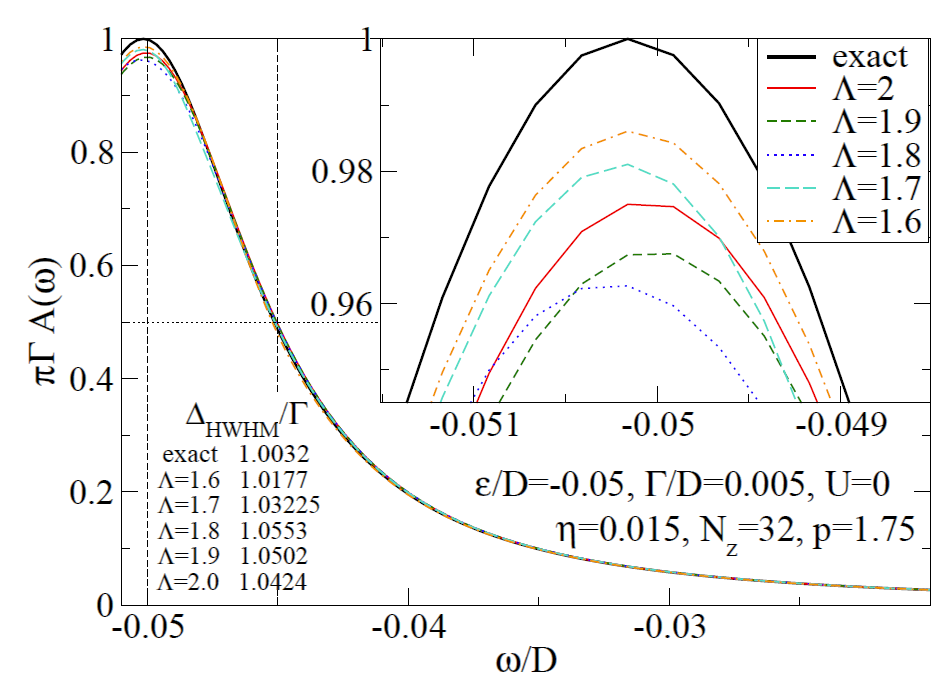 1
0.8
0.6
0.4
0.2
0
πΓ A(ω)
-0.05
-0.04
-0.03
ω/D
1
0.98
0.96
-0.051
-0.05
-0.049
exact
Λ=2
Λ=1.9
Λ=1.8
Λ=1.7
Λ=1.6
Δ_HWHM/Γ
exact 1.0032
Λ=1.6 1.0177
Λ=1.7 1.03225
Λ=1.8 1.0553
Λ=1.9 1.0502
Λ=2.0 1.0424
ε/D=-0.05, Γ/D=0.005, U=0
η=0.015, N_z=32, p=1.75